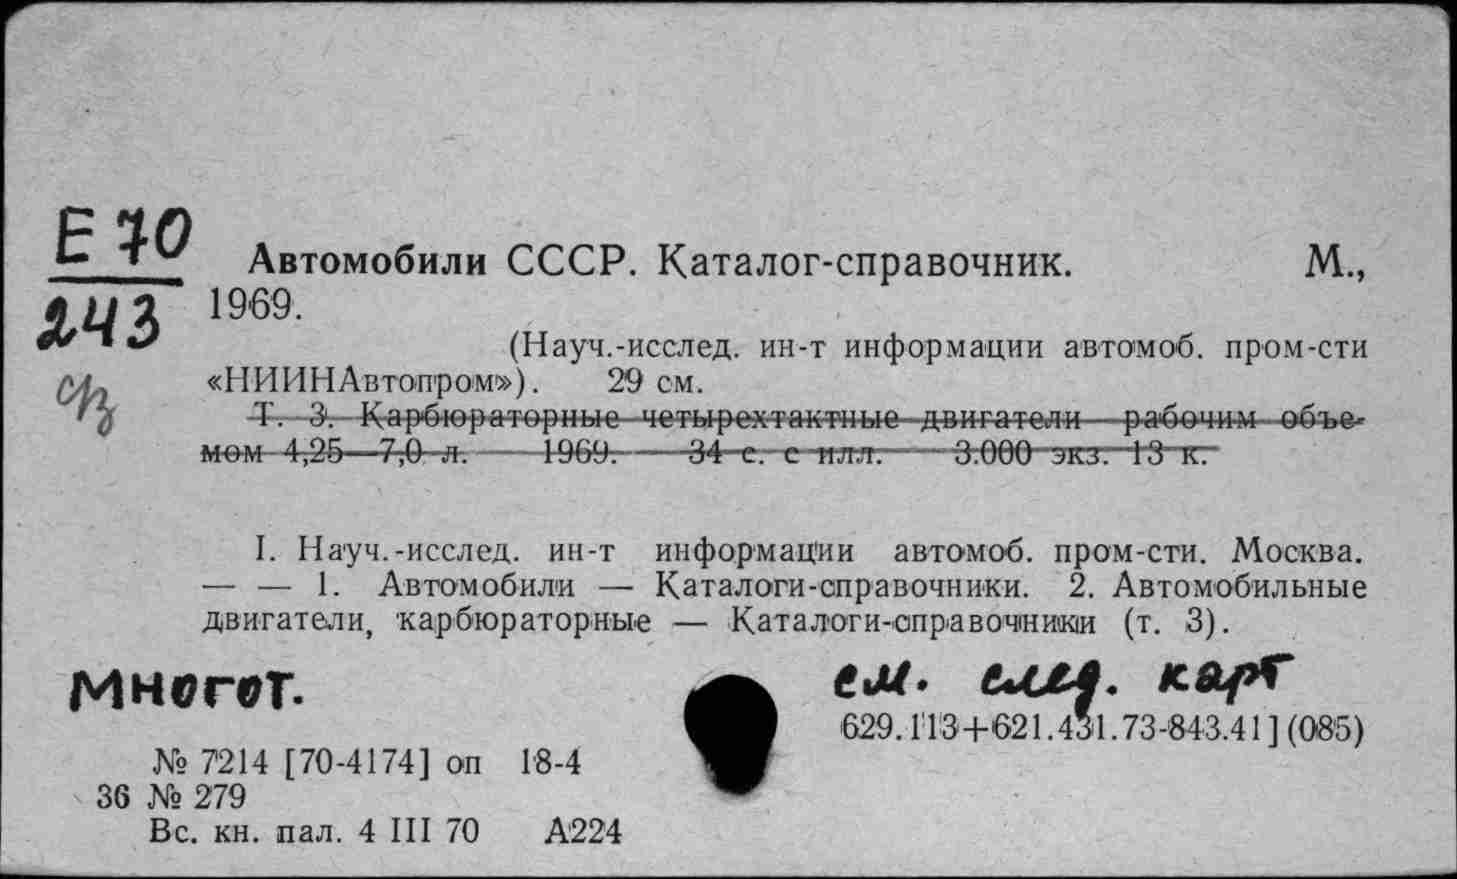 Е 70
243
Автомобили СССР. Каталог-справочник. М.,
1969.
(Науч.-исслед. ин-т информации автомоб. пром-сти
«НИИНАвтопром»). 29 см.
Т. 3. Карбюраторные четырехтактные двигатели рабочим объе-
мом 4,25—7,0 л. 1969. 34 с. с илл. 3.000 экз. 13 к.
I. Науч.-исслед. ин-т информации автомоб. пром-сти. Москва.
— — 1. Автомобили — Каталоги-справочники. 2. Автомобильные
двигатели, карбюраторные — Каталоги-справочники (т. 3).
Многот.
см. след. карт
629.113+621.431.73-843.41](085)
№ 7214 [70-4174] оп 18-4
36 № 279
Вс. кн. пал. 4 III 70 А224